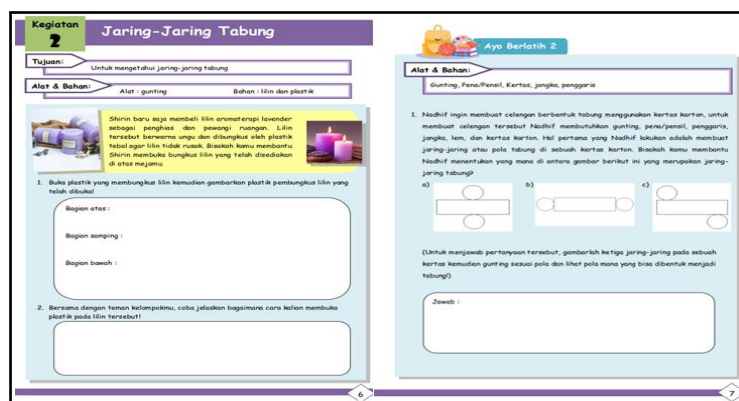 Kegiatan
2
Jaring-Jaring Tabung
Tujuan:
Untuk mengetahui jaring-jaring tabung
Alat & Bahan:
Alat : gunting
Bahan : lilin dan plastik
Shirin baru saja membeli lilin aromaterapi lavender
sebagai penghias dan pewangi ruangan. Lilin
tersebut berwarna ungu dan dibungkus oleh plastik
tebal agar lilin tidak rusak. Bisakah kamu membantu
Shirin membuka bungkus lilin yang telah disediakan
di atas mejamu.
1. Buka plastik yang membungkus lilin kemudian gambarkan plastik pembungkus lilin yang
telah dibuka!
Bagian atas :
Bagian samping :
Bagian bawah :
2. Bersama dengan teman kelompokmu, coba jelaskan bagaimana cara kalian membuka
plastik pada lilin tersebut!
6
Ayo Berlatih 2
Alat & Bahan:
Gunting, Pena/Pensil, Kertas, jangka, penggaris
1. Nadhif ingin membuat celengan berbentuk tabung menggunakan kertas karton, untuk
membuat celengan tersebut Nadhif membutuhkan gunting, pena/pensil, penggaris,
jangka, lem, dan kertas karton. Hal pertama yang Nadhif lakukan adalah membuat
jaring-jaring atau pola tabung di sebuah kertas karton. Bisakah kamu membantu
Nadhif menentukan yang mana di antara gambar berikut ini yang merupakan jaring-
jaring tabung?
a) b) c)
(Untuk menjawab pertanyaan tersebut, gambarlah ketiga jaring-jaring pada sebuah
kertas kemudian gunting sesuai pola dan lihat pola mana yang bisa dibentuk menjadi
tabung!)
Jawab :
7